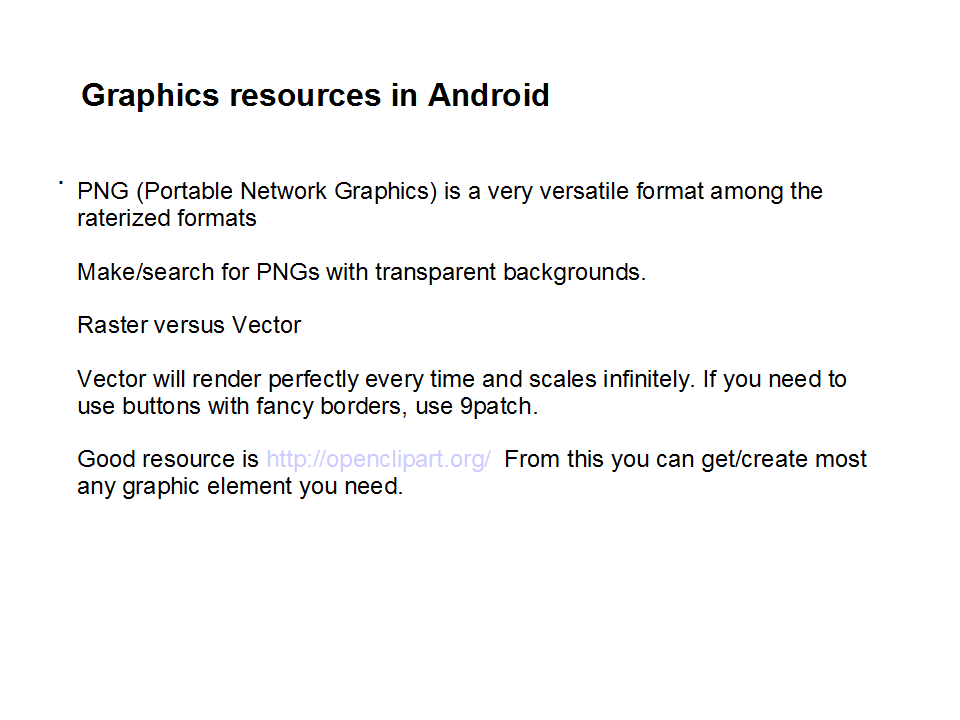 Graphics resources in Android
PNG (Portable Network Graphics) is a very versatile format among the
raterized formats
Make/search for PNGs with transparent backgrounds.
Raster versus Vector
Vector will render perfectly every time and scales infinitely. If you need to
use buttons with fancy borders, use 9patch.
Good resource is http://openclipart.org/  From this you can get/create most
any graphic element you need.